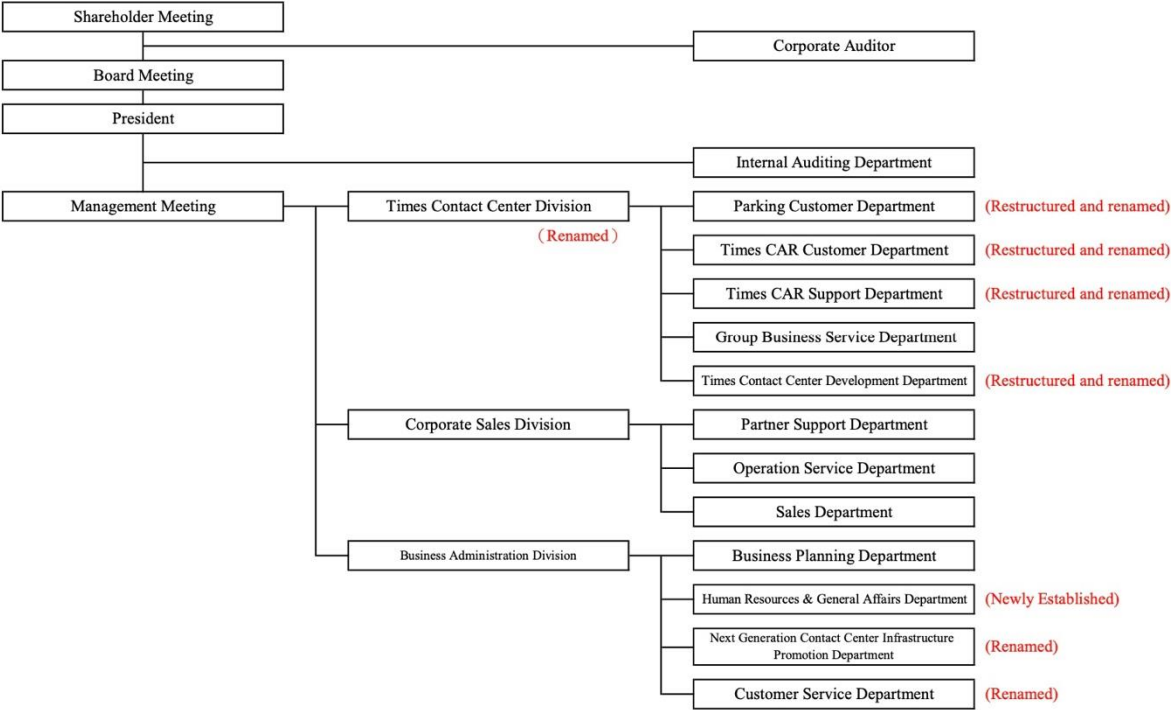 Shareholder Meeting
Corporate Auditor
Board Meeting
President
Internal Auditing Department
Management Meeting
Times Contact Center Division
Parking Customer Department
(Restructured and renamed)
（Renamed）
Times CAR Customer Department
(Restructured and renamed)
Times CAR Support Department
(Restructured and renamed)
Group Business Service Department
Times Contact Center Development Department
(Restructured and renamed)
Corporate Sales Division
Partner Support Department
Operation Service Department
Sales Department
Business Administration Division
Business Planning Department
Human Resources & General Affairs Department
(Newly Established)
Next Generation Contact Center Infrastructure
Promotion Department
(Renamed)
Customer Service Department
(Renamed)